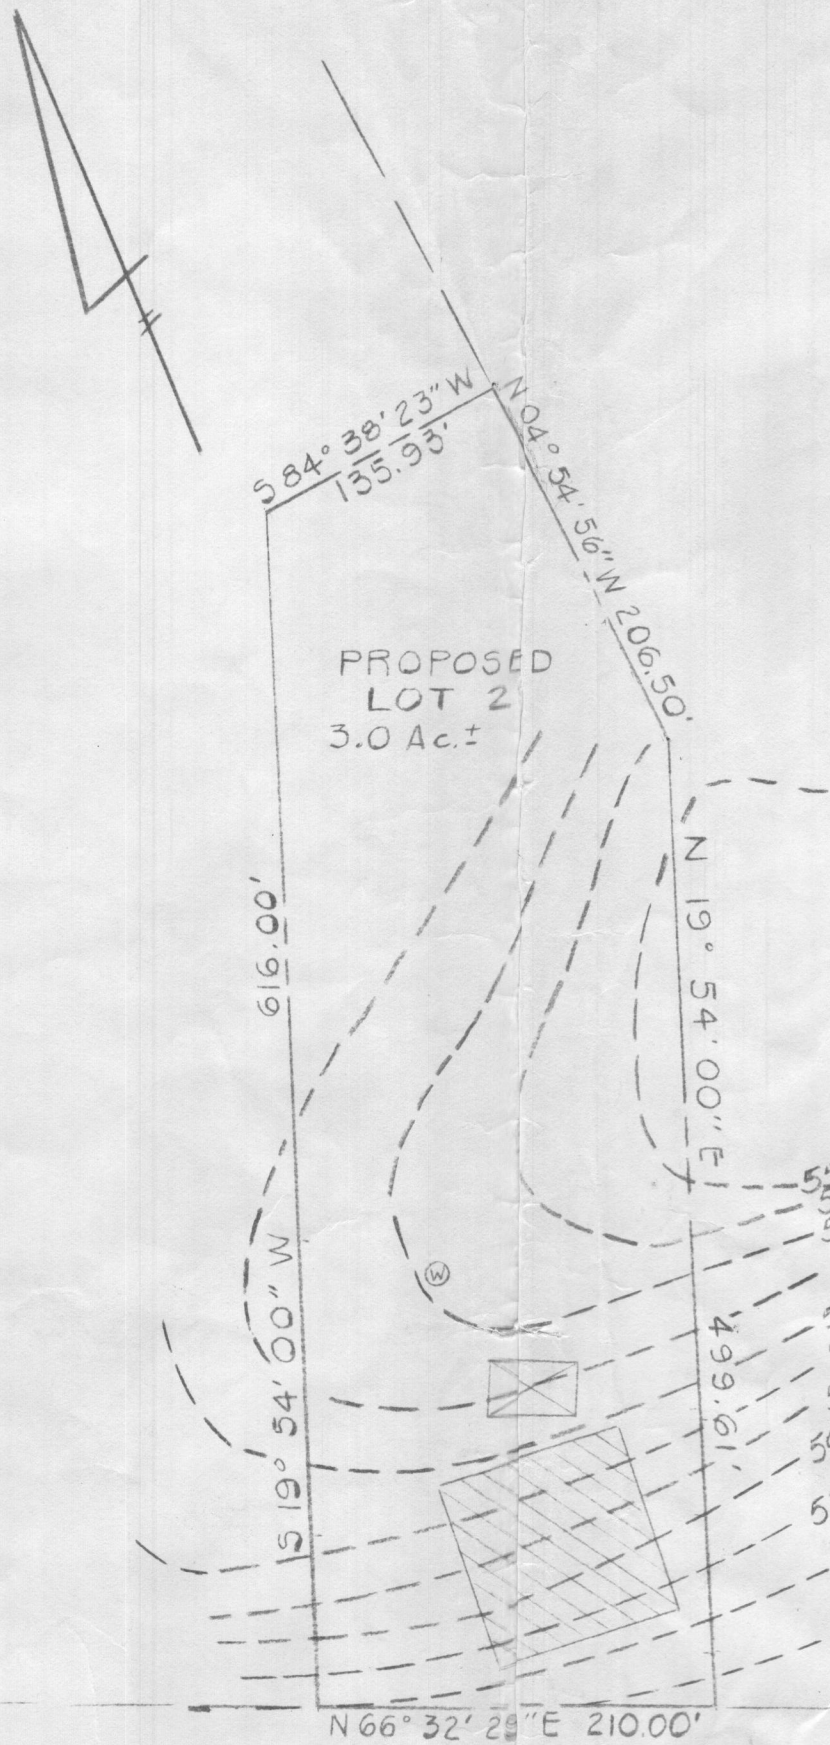 S 84° 38' 23" W
135.93'
N 04° 54' 56" W 206.50'
PROPOSED
LOT 2
3.0 Ac.±
616.00'
S 19° 54' 00" W
N 19° 54' 00" E
499.61'
W
N 66° 32' 29" E 210.00'